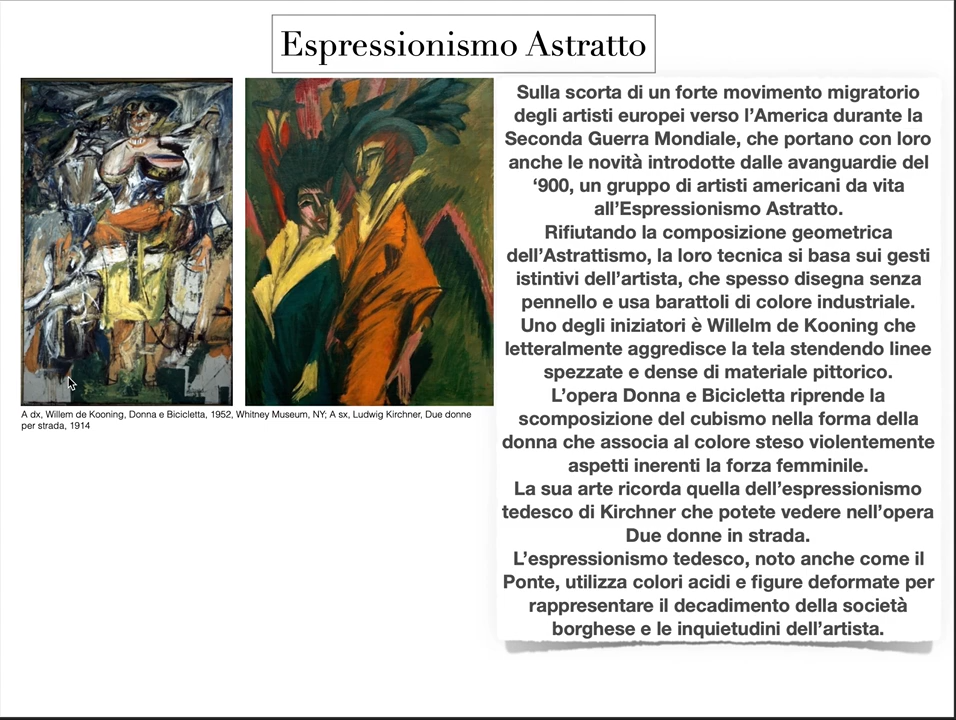 Espressionismo Astratto
Sulla scorta di un forte movimento migratorio
degli artisti europei verso l'America durante la
Seconda Guerra Mondiale, che portano con loro
anche le novità introdotte dalle avanguardie del
‘900, un gruppo di artisti americani da vita
all'Espressionismo Astratto.
Rifiutando la composizione geometrica
dell'Astrattismo, la loro tecnica si basa sui gesti
istintivi dell'artista, che spesso disegna senza
pennello e usa barattoli di colore industriale.
Uno degli iniziatori è Willelm de Kooning che
letteralmente aggredisce la tela stendendo linee
spezzate e dense di materiale pittorico.
L'opera Donna e Bicicletta riprende la
scomposizione del cubismo nella forma della
donna che associa al colore steso violentemente
aspetti inerenti la forza femminile.
La sua arte ricorda quella dell'espressionismo
tedesco di Kirchner che potete vedere nell'opera
Due donne in strada.
L'espressionismo tedesco, noto anche come il
Ponte, utilizza colori acidi e figure deformate per
rappresentare il decadimento della società
borghese e le inquietudini dell'artista.
A dx, Willem de Kooning, Donna e Bicicletta, 1952, Whitney Museum, NY; A sx, Ludwig Kirchner, Due donne
per strada, 1914